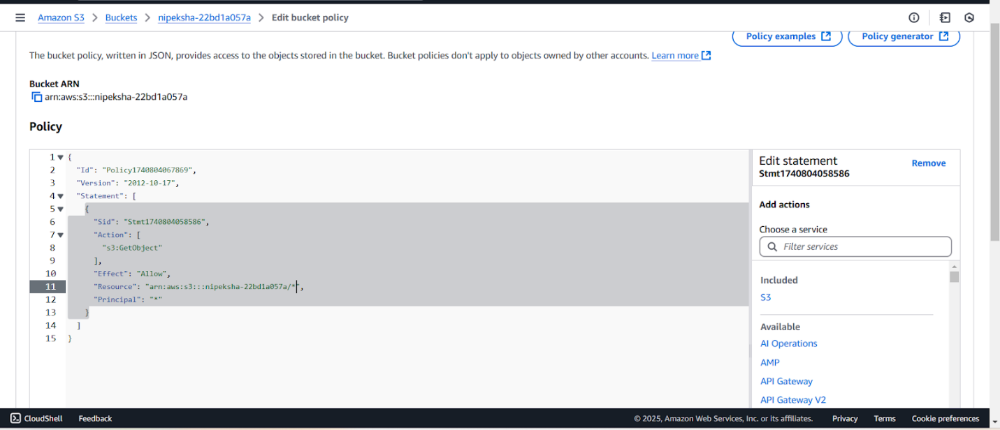 Amazon S3 > Buckets > nipeksha-22bd1a057a > Edit bucket policy
Policy examples
Policy generator
The bucket policy, written in JSON, provides access to the objects stored in the bucket. Bucket policies don't apply to objects owned by other accounts. Learn more
Bucket ARN
arn:aws:s3:::nipeksha-22bd1a057a
Policy
1 {
2 "Id": "Policy1740804067869",
3 "Version": "2012-10-17",
4 "Statement": [
5 {
6 "Sid": "Stmt1740804058586",
7 "Action": [
8 "s3:GetObject"
9 ],
10 "Effect": "Allow",
11 "Resource": "arn:aws:s3:::nipeksha-22bd1a057a/*",
12 "Principal": "*"
13 }
14 ]
15 }
Edit statement
Remove
Stmt1740804058586
Add actions
Choose a service
Filter services
Included
S3
Available
AI Operations
AMP
API Gateway
API Gateway V2
CloudShell Feedback © 2025, Amazon Web Services, Inc. or its affiliates. Privacy Terms Cookie preferences